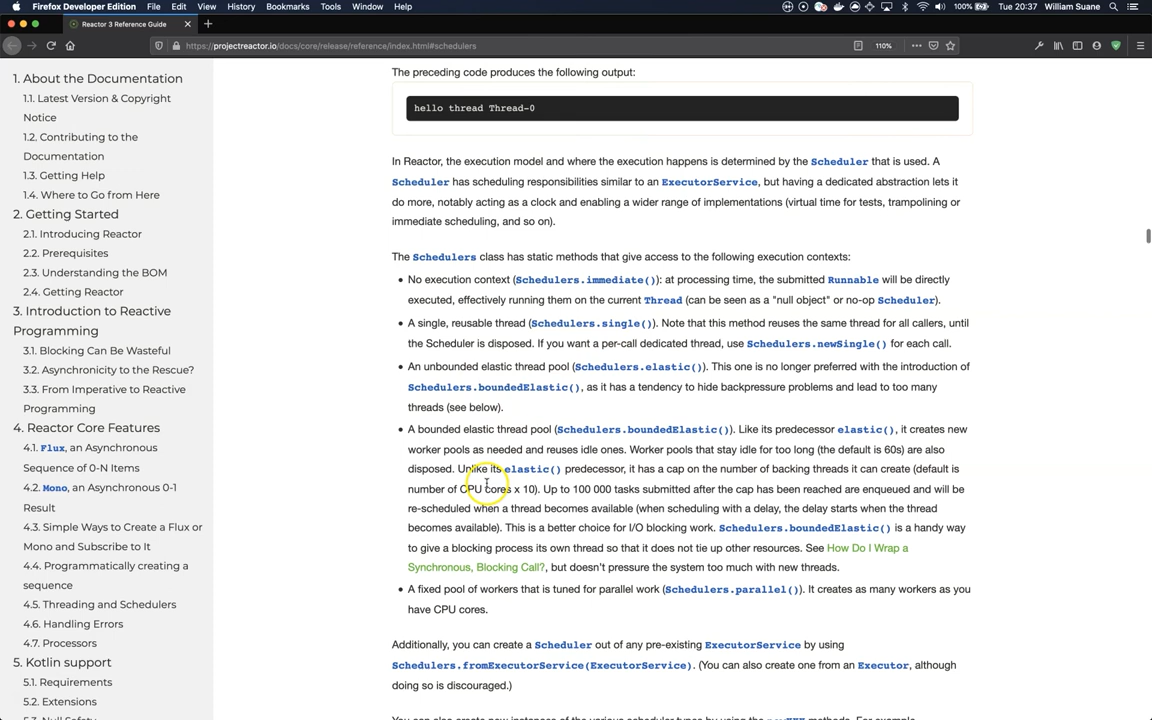 Firefox Developer Edition File Edit View History Bookmarks Tools Window Help 100% Tue 20:37 William Suane
Reactor 3 Reference Guide
https://projectreactor.io/docs/core/release/reference/index.html#schedulers 110%
1. About the Documentation
1.1. Latest Version & Copyright
Notice
1.2. Contributing to the
Documentation
1.3. Getting Help
1.4. Where to Go from Here
2. Getting Started
2.1. Introducing Reactor
2.2. Prerequisites
2.3. Understanding the BOM
2.4. Getting Reactor
3. Introduction to Reactive
Programming
3.1. Blocking Can Be Wasteful
3.2. Asynchronicity to the Rescue?
3.3. From Imperative to Reactive
Programming
4. Reactor Core Features
4.1. Flux, an Asynchronous
Sequence of 0-N Items
4.2. Mono, an Asynchronous 0-1
Result
4.3. Simple Ways to Create a Flux or
Mono and Subscribe to It
4.4. Programmatically creating a
sequence
4.5. Threading and Schedulers
4.6. Handling Errors
4.7. Processors
5. Kotlin support
5.1. Requirements
5.2. Extensions
5.3. Null Safety
The preceding code produces the following output:
hello thread Thread-0
In Reactor, the execution model and where the execution happens is determined by the Scheduler that is used. A
Scheduler has scheduling responsibilities similar to an ExecutorService, but having a dedicated abstraction lets it
do more, notably acting as a clock and enabling a wider range of implementations (virtual time for tests, trampolining or
immediate scheduling, and so on).
The Schedulers class has static methods that give access to the following execution contexts:
• No execution context (Schedulers.immediate()): at processing time, the submitted Runnable will be directly
executed, effectively running them on the current Thread (can be seen as a "null object" or no-op Scheduler).
• A single, reusable thread (Schedulers.single()). Note that this method reuses the same thread for all callers, until
the Scheduler is disposed. If you want a per-call dedicated thread, use Schedulers.newSingle() for each call.
• An unbounded elastic thread pool (Schedulers.elastic()). This one is no longer preferred with the introduction of
Schedulers.boundedElastic(), as it has a tendency to hide backpressure problems and lead to too many
threads (see below).
• A bounded elastic thread pool (Schedulers.boundedElastic()). Like its predecessor elastic(), it creates new
worker pools as needed and reuses idle ones. Worker pools that stay idle for too long (the default is 60s) are also
disposed. Unlike its elastic() predecessor, it has a cap on the number of backing threads it can create (default is
number of CPU cores x 10). Up to 100 000 tasks submitted after the cap has been reached are enqueued and will be
re-scheduled when a thread becomes available (when scheduling with a delay, the delay starts when the thread
becomes available). This is a better choice for I/O blocking work. Schedulers.boundedElastic() is a handy way
to give a blocking process its own thread so that it does not tie up other resources. See How Do I Wrap a
Synchronous, Blocking Call?, but doesn't pressure the system too much with new threads.
• A fixed pool of workers that is tuned for parallel work (Schedulers.parallel()). It creates as many workers as you
have CPU cores.
Additionally, you can create a Scheduler out of any pre-existing ExecutorService by using
Schedulers.fromExecutorService(ExecutorService). (You can also create one from an Executor, although
doing so is discouraged.)
You can also create new instances of the various scheduler types by using the newXXX methods. For example,